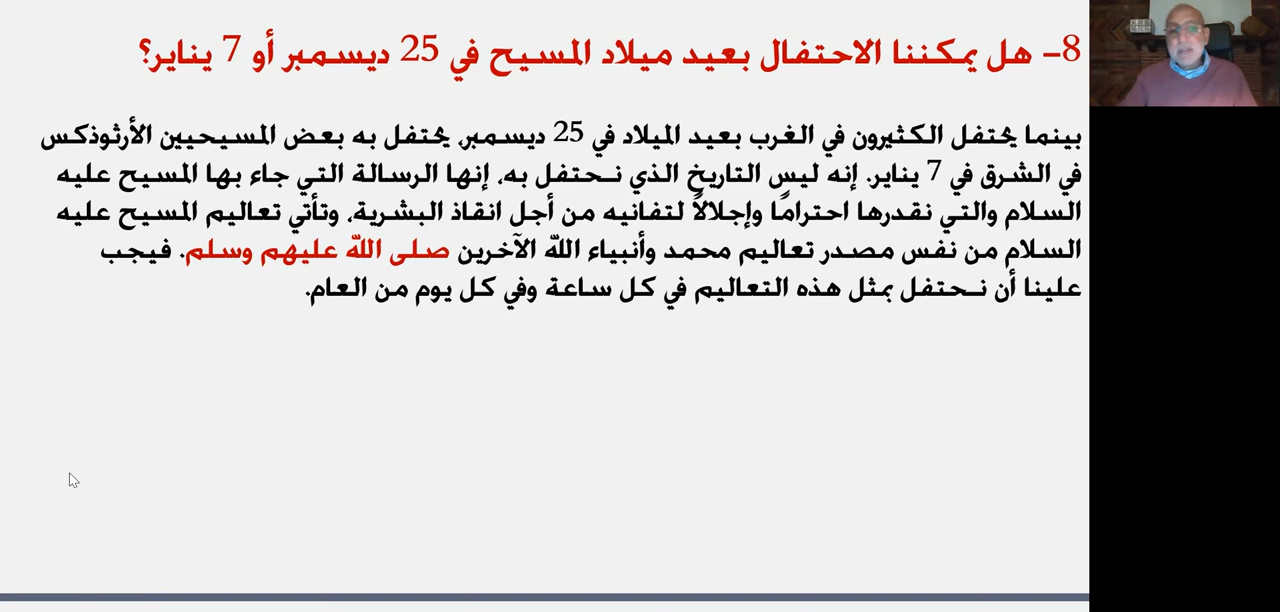 8- هل يمكننا الاحتفال بعيد ميلاد المسيح في 25 ديسمبر أو 7 يناير؟
بينما يحتفل الكثيرون في الغرب بعيد الميلاد في 25 ديسمبر، يحتفل به بعض المسيحيين الأرثوذكس
في الشرق في 7 يناير. إنه ليس التاريخ الذي نحتفل به، إنها الرسالة التي جاء بها المسيح عليه
السلام والتي نقدرها احترامًا وإجلالاً لتفانيه من أجل انقاذ البشرية، وتأتي تعاليم المسيح عليه
السلام من نفس مصدر تعاليم محمد وأنبياء الله الآخرين صلى الله عليهم وسلم. فيجب
علينا أن نحتفل بمثل هذه التعاليم في كل ساعة وفي كل يوم من العام.